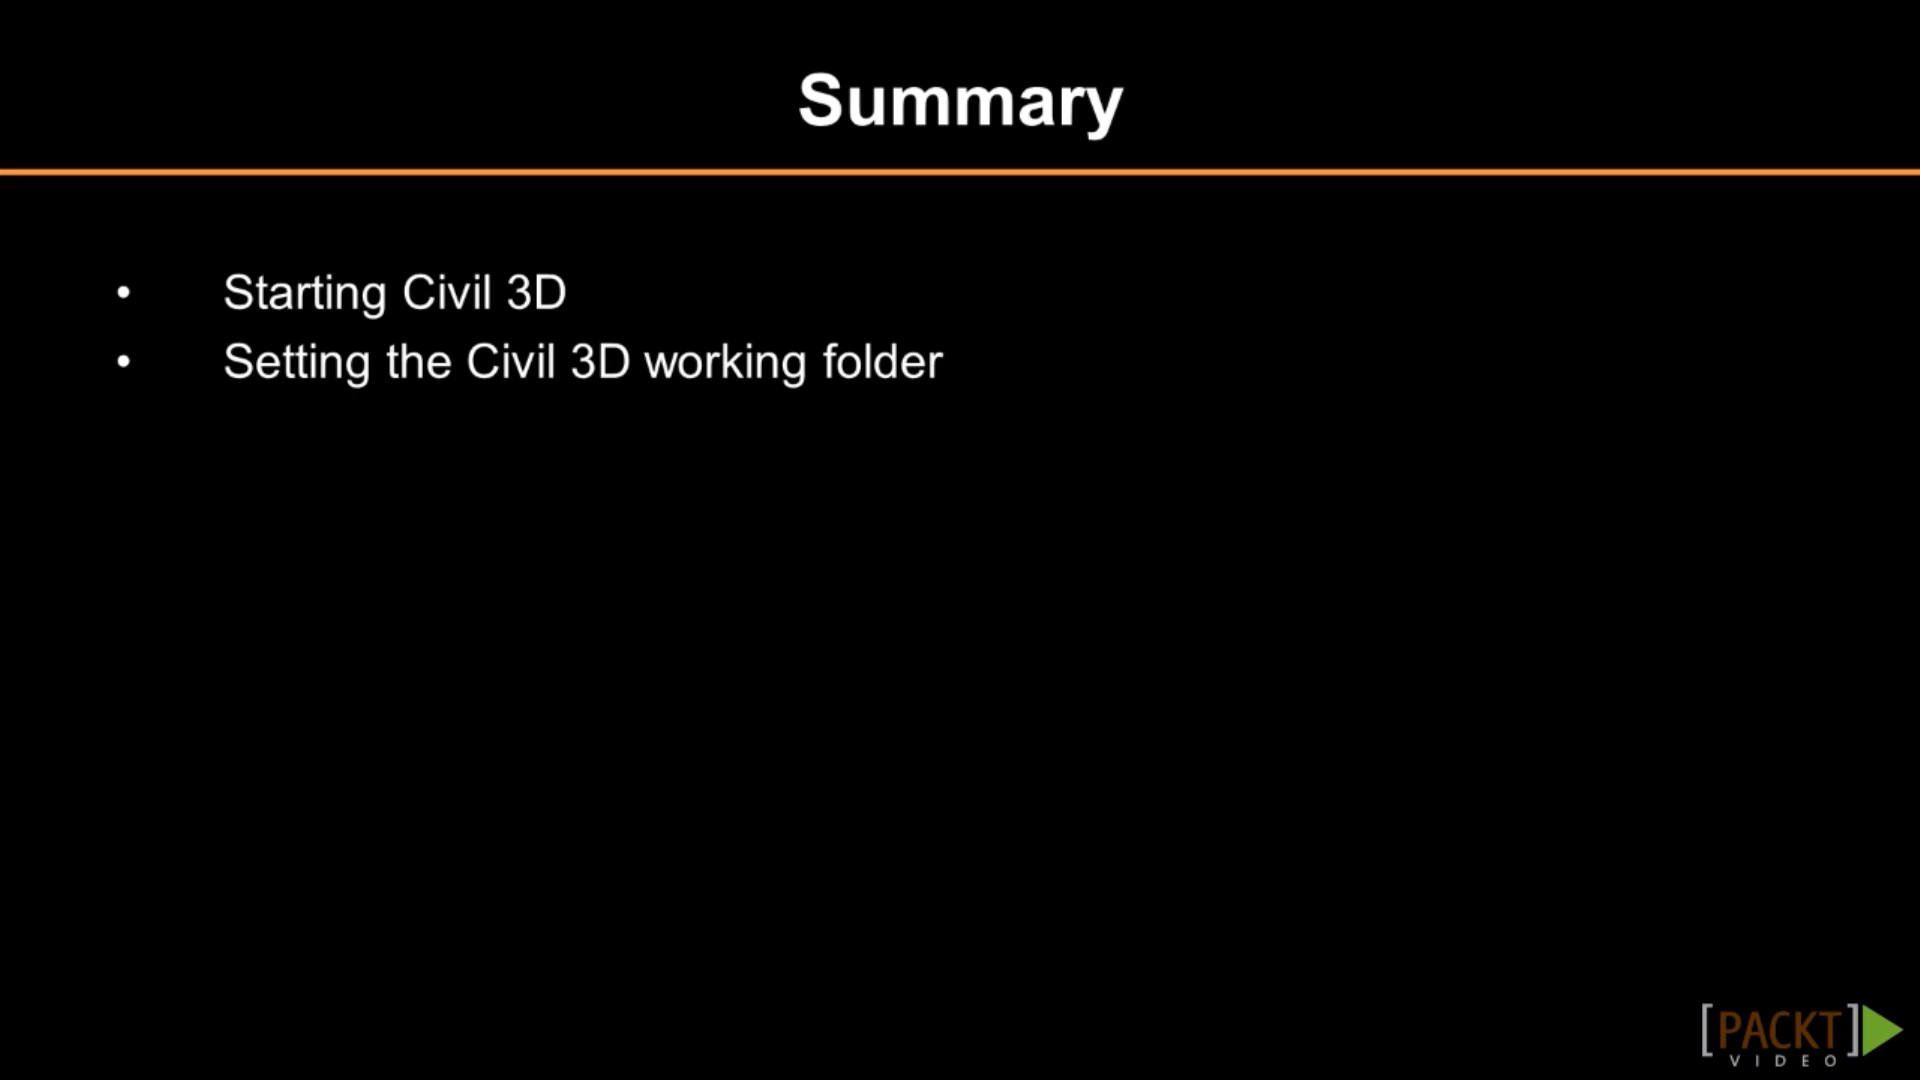 Summary
• Starting Civil 3D
• Setting the Civil 3D working folder
[PACKT]
VIDEO